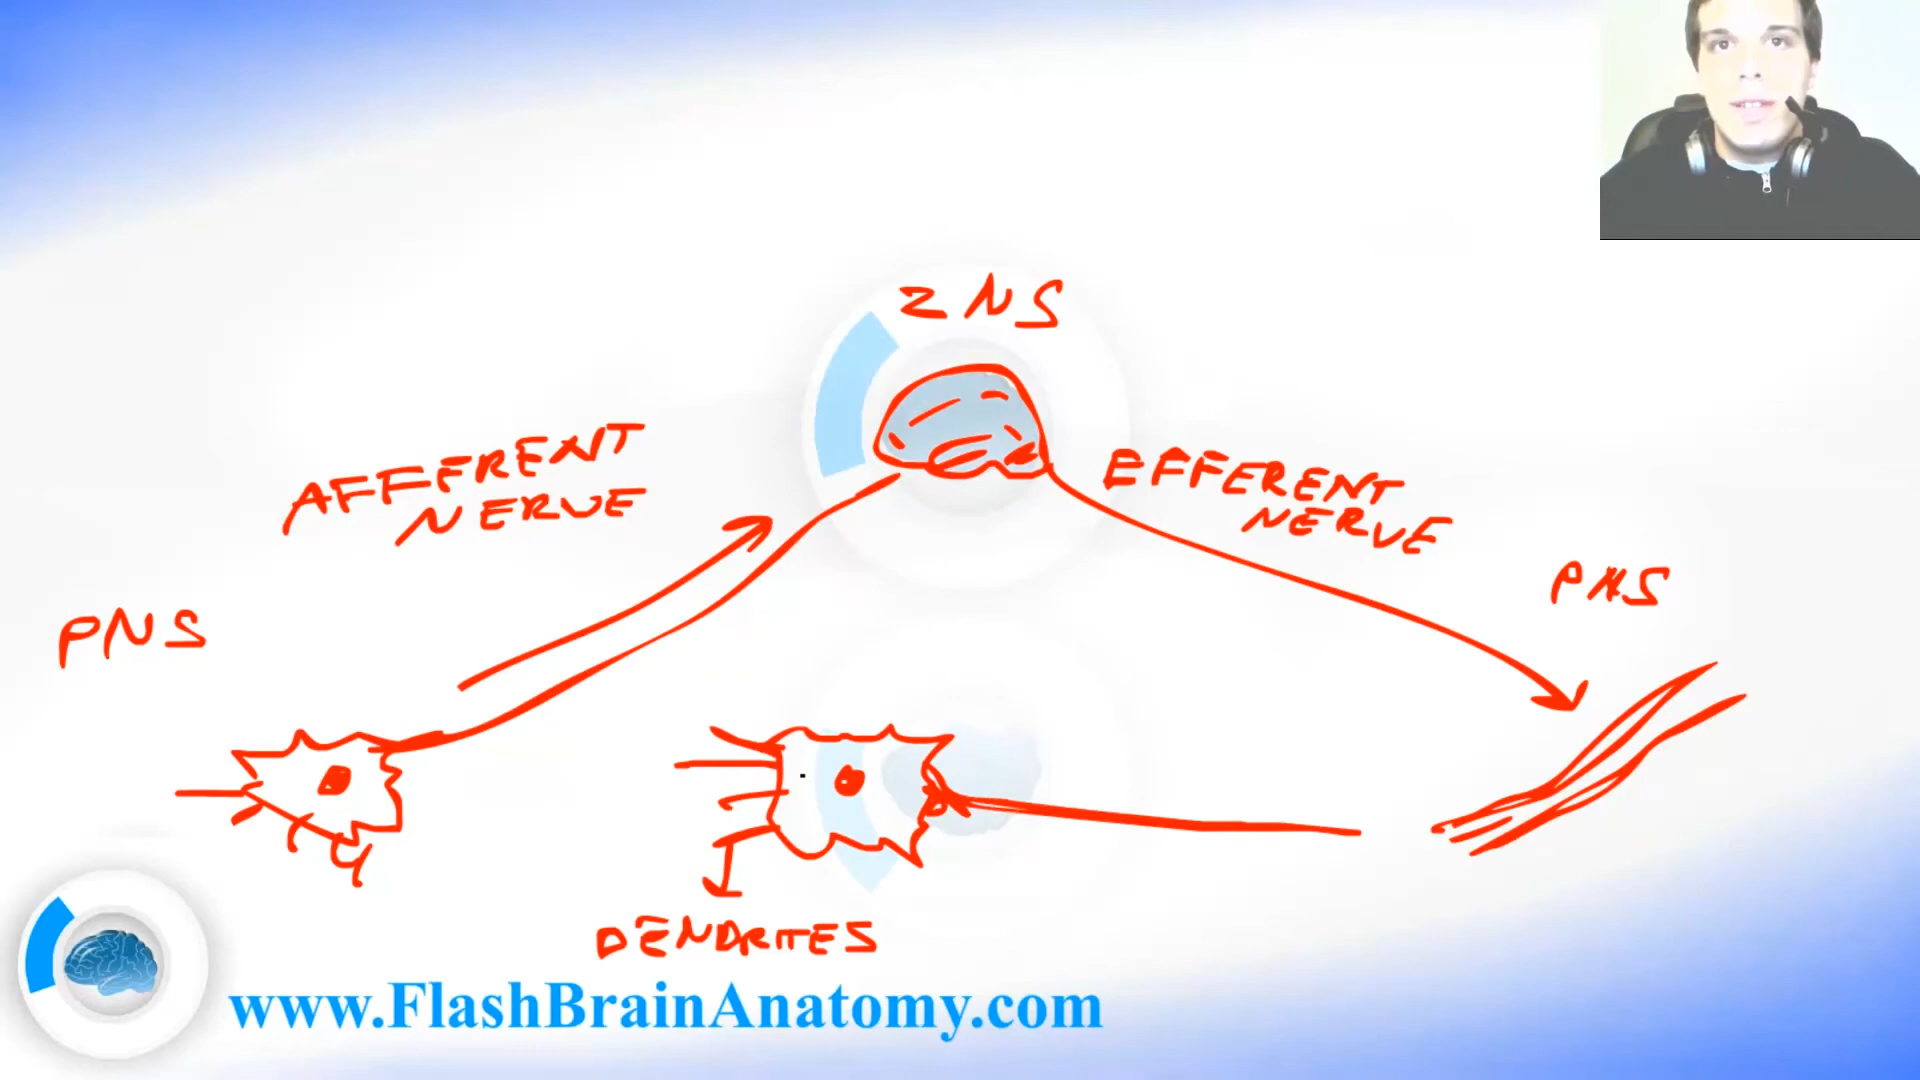 ZNS
AFFERENT
NERVE
EFFERENT
NERVE
PNS
PNS
DENDRITES
www.FlashBrainAnatomy.com